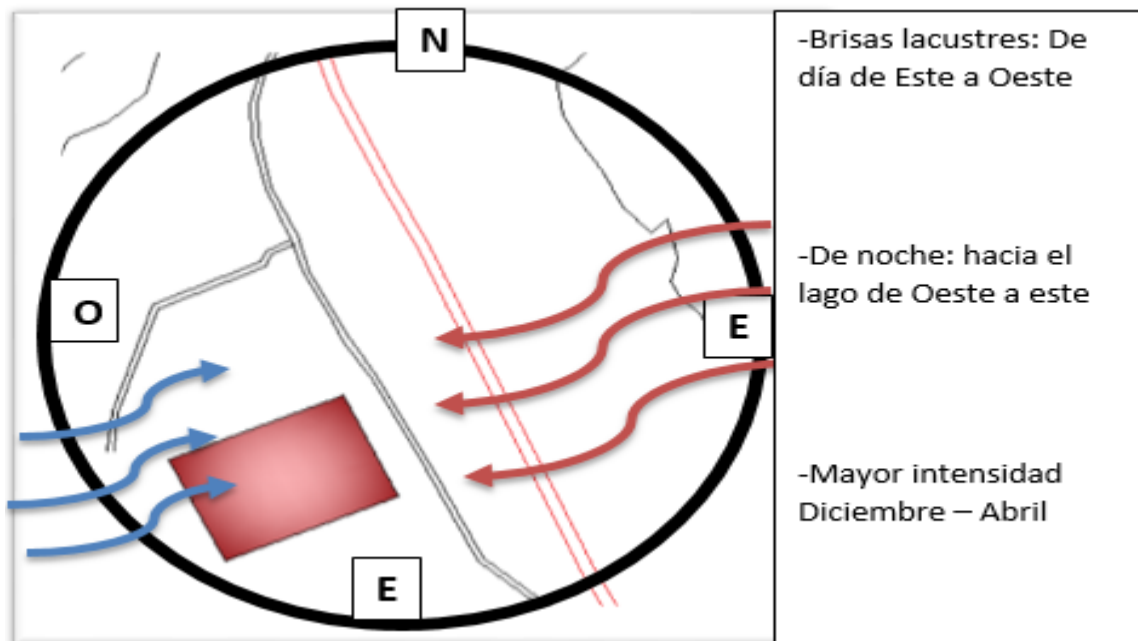 N
O
E
E
-Brisas lacustres: De
día de Este a Oeste
-De noche: hacia el
lago de Oeste a este
-Mayor intensidad
Diciembre – Abril